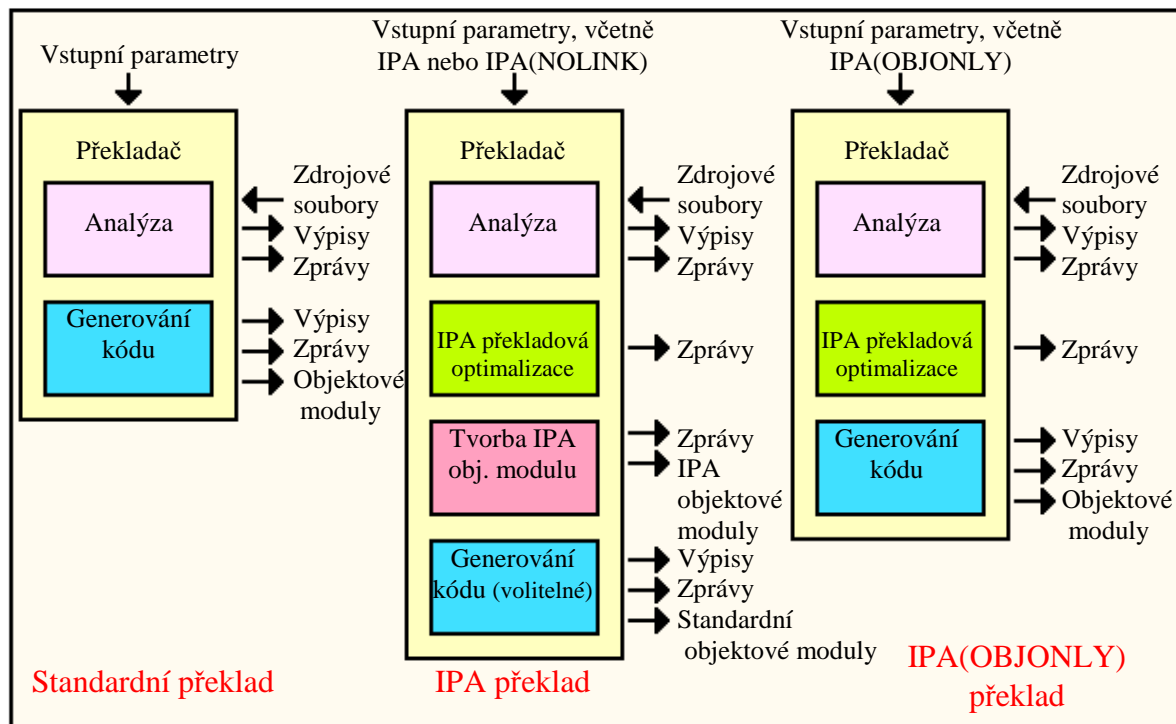 Vstupní parametry
Překladač
Analýza
Zdrojové
soubory
Výpisy
Zprávy
Generování
kódu
Výpisy
Zprávy
Objektové
moduly
Standardní překlad
Vstupní parametry, včetně
IPA nebo IPA(NOLINK)
Překladač
Analýza
Zdrojové
soubory
Výpisy
Zprávy
IPA překladová
optimalizace
Zprávy
Tvorba IPA
obj. modulu
Zprávy
IPA
objektové
moduly
Generování
kódu (volitelné)
Výpisy
Zprávy
Standardní
objektové moduly
IPA překlad
Vstupní parametry, včetně
IPA(OBJONLY)
Překladač
Analýza
Zdrojové
soubory
Výpisy
Zprávy
IPA překladová
optimalizace
Zprávy
Generování
kódu
Výpisy
Zprávy
Objektové
moduly
IPA(OBJONLY)
překlad